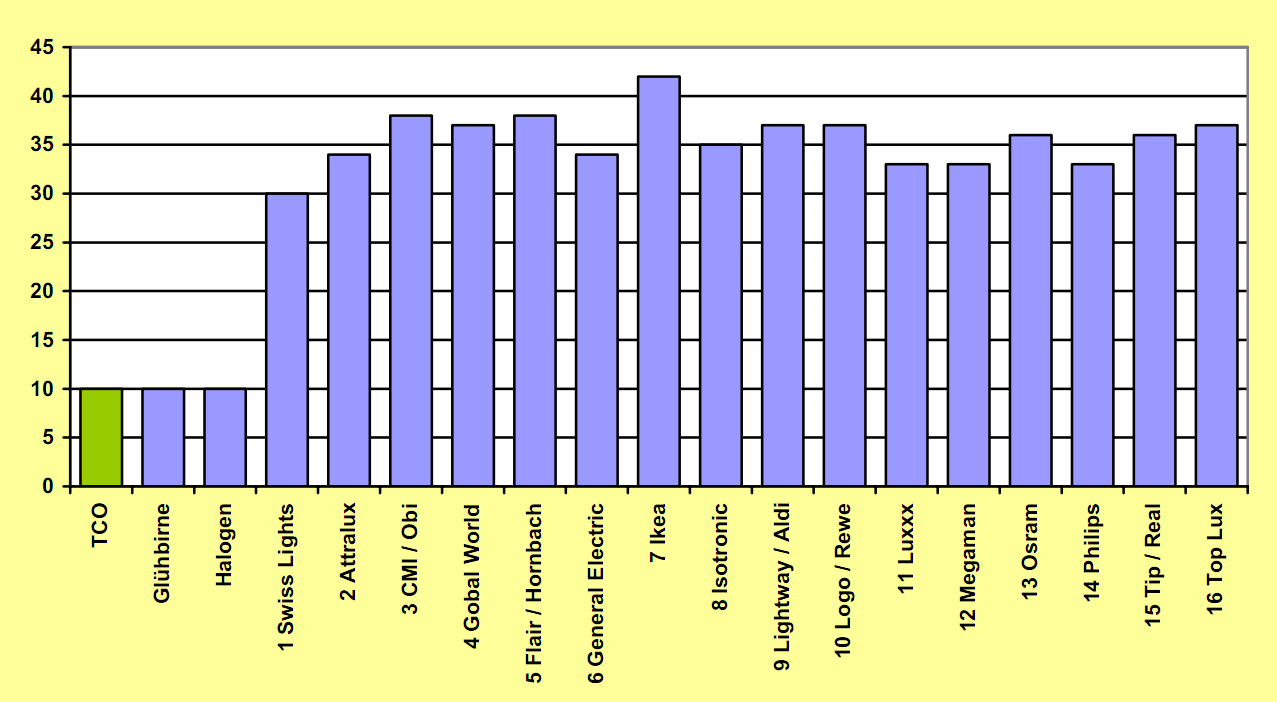 45
40
35
30
25
20
15
10
5
0
TCO
Glühbirne
Halogen
1 Swiss Lights
2 Attralux
3 CMI / Obi
4 Gobal World
5 Flair / Hornbach
6 General Electric
7 Ikea
8 Isotronic
9 Lightway / Aldi
10 Logo / Rewe
11 Luxxx
12 Megaman
13 Osram
14 Philips
15 Tip / Real
16 Top Lux